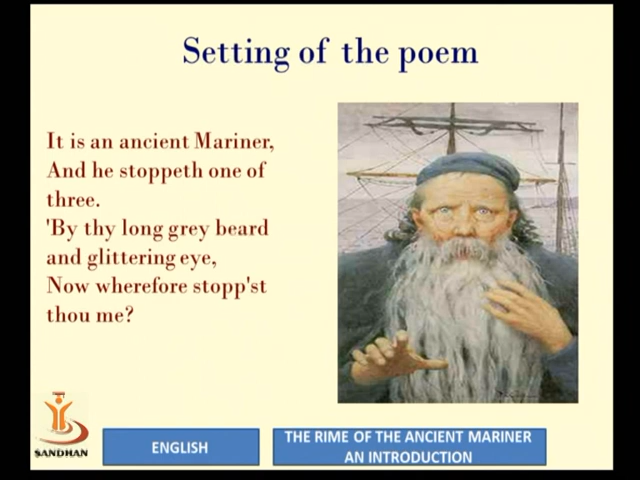 Setting of the poem
It is an ancient Mariner,
And he stoppeth one of
three.
'By thy long grey beard
and glittering eye,
Now wherefore stopp'st
thou me?
SANDHAN
ENGLISH
THE RIME OF THE ANCIENT MARINER
AN INTRODUCTION